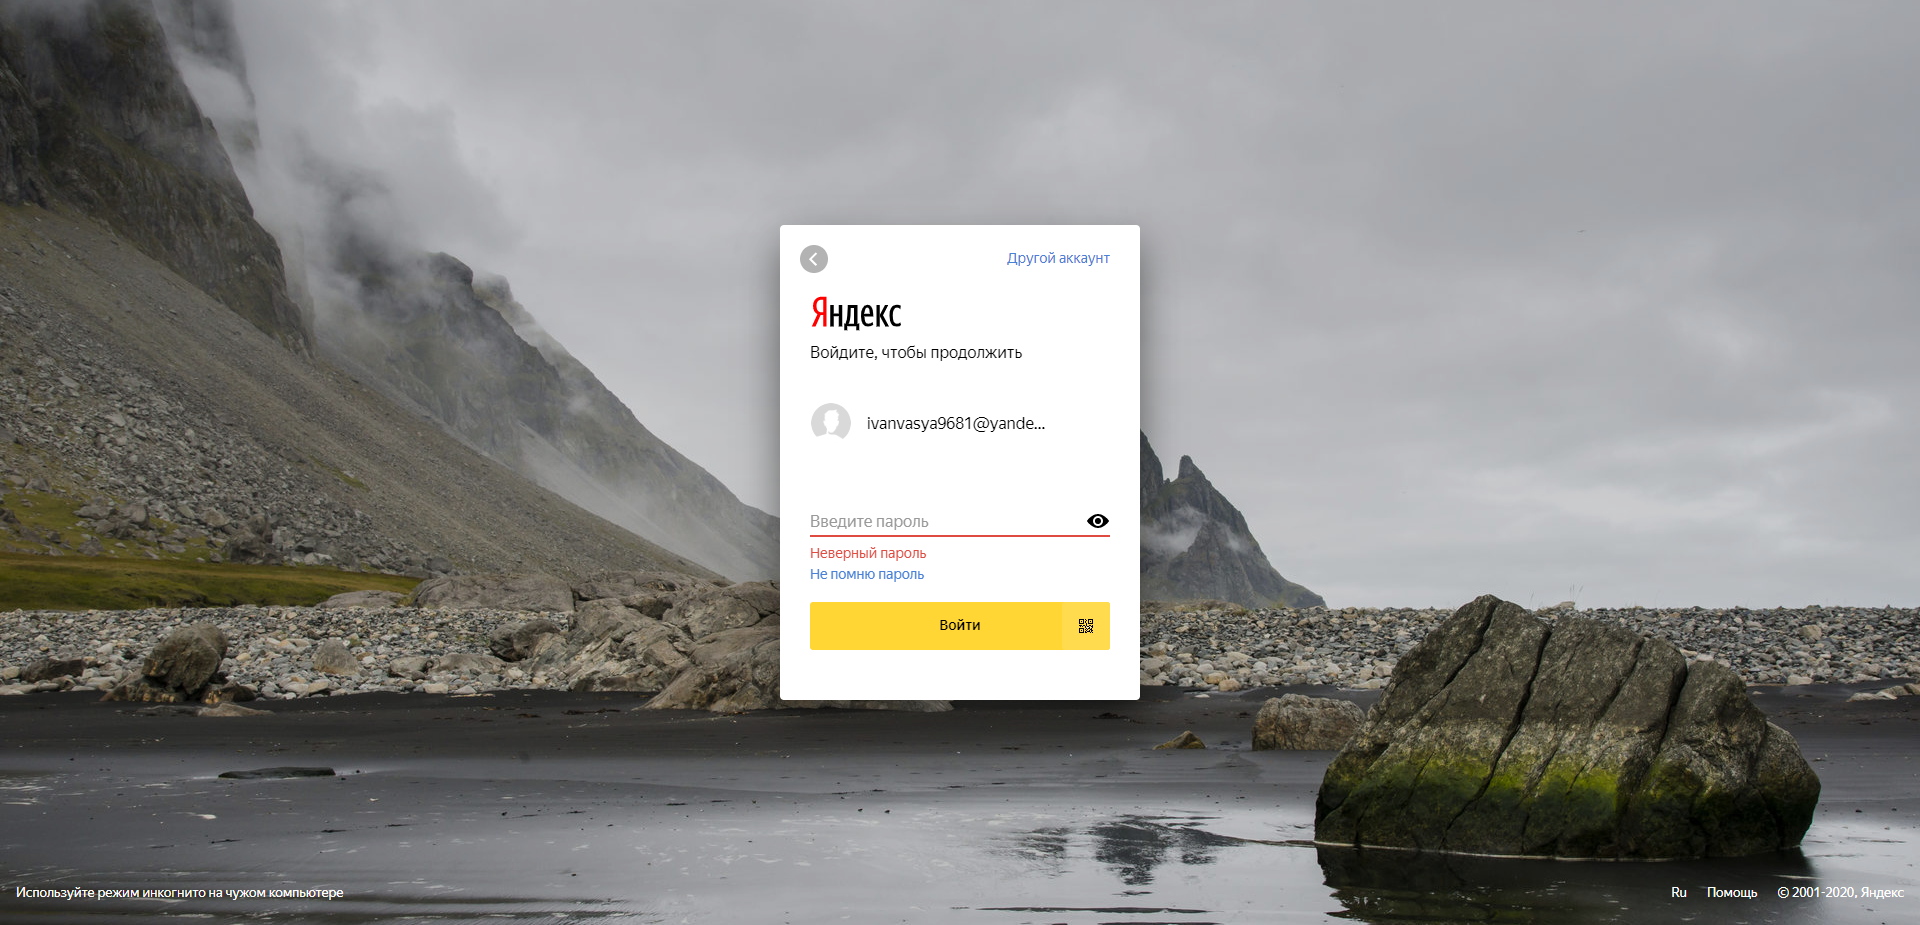 Другой аккаунт
Яндекс
Войдите, чтобы продолжить
ivanvasya9681@yande...
Введите пароль
Неверный пароль
Не помню пароль
Войти
Используйте режим инкогнито на чужом компьютере
Ru Помощь © 2001-2020, Яндекс